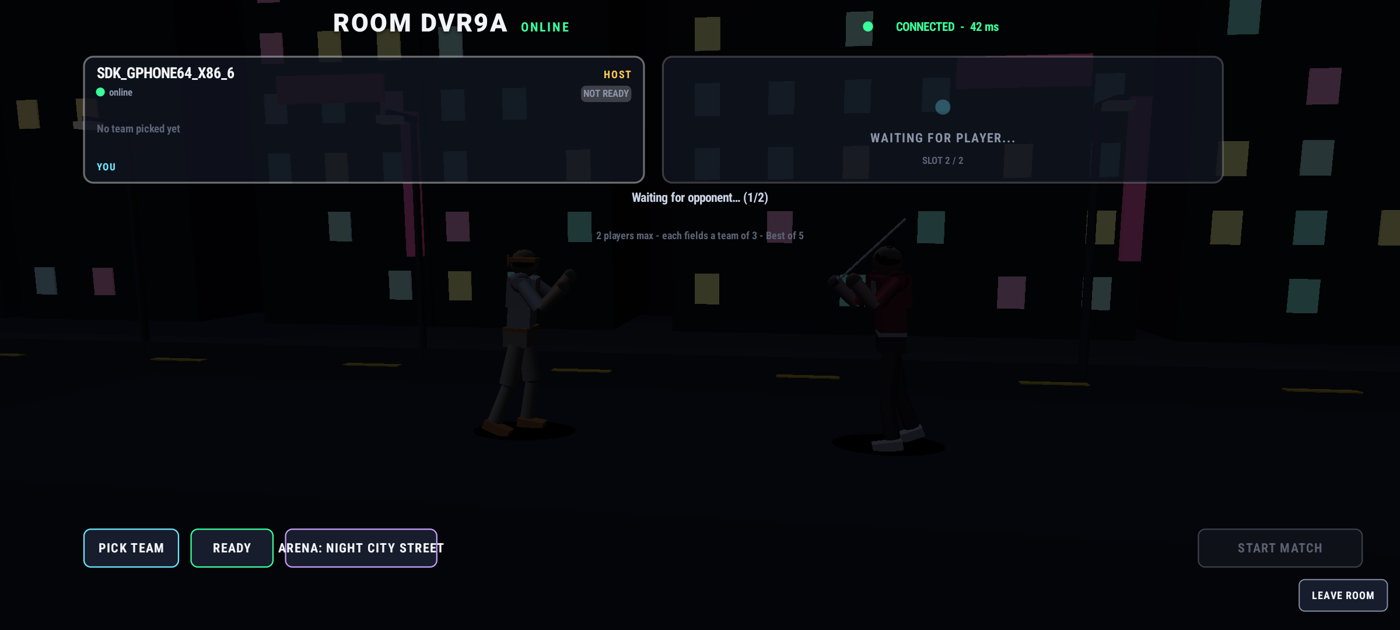 ROOM DVR9A ONLINE
CONNECTED - 42 ms
SDK_GPHONE64_X86_6
HOST
online
NOT READY
No team picked yet
YOU
WAITING FOR PLAYER...
SLOT 2 / 2
Waiting for opponent... (1/2)
2 players max - each fields a team of 3 - Best of 5
PICK TEAM
READY
ARENA: NIGHT CITY STREET
START MATCH
LEAVE ROOM